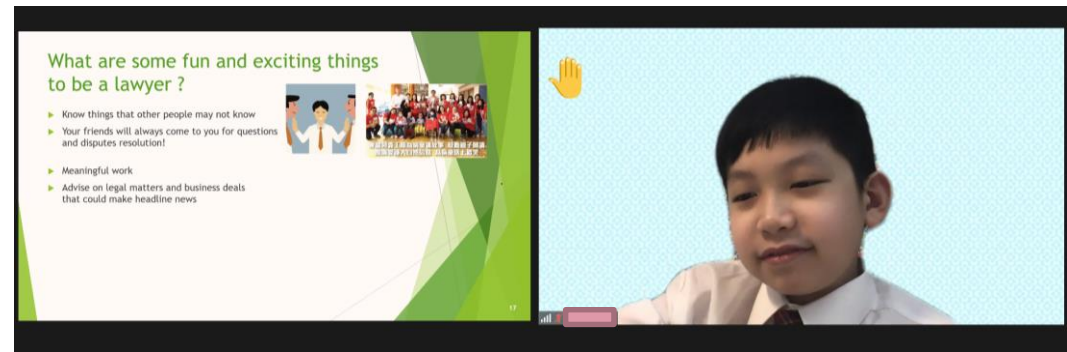 What are some fun and exciting things
to be a lawyer ?
Know things that other people may not know
Your friends will always come to you for questions
and disputes resolution!
Meaningful work
Advise on legal matters and business deals
that could make headline news
17